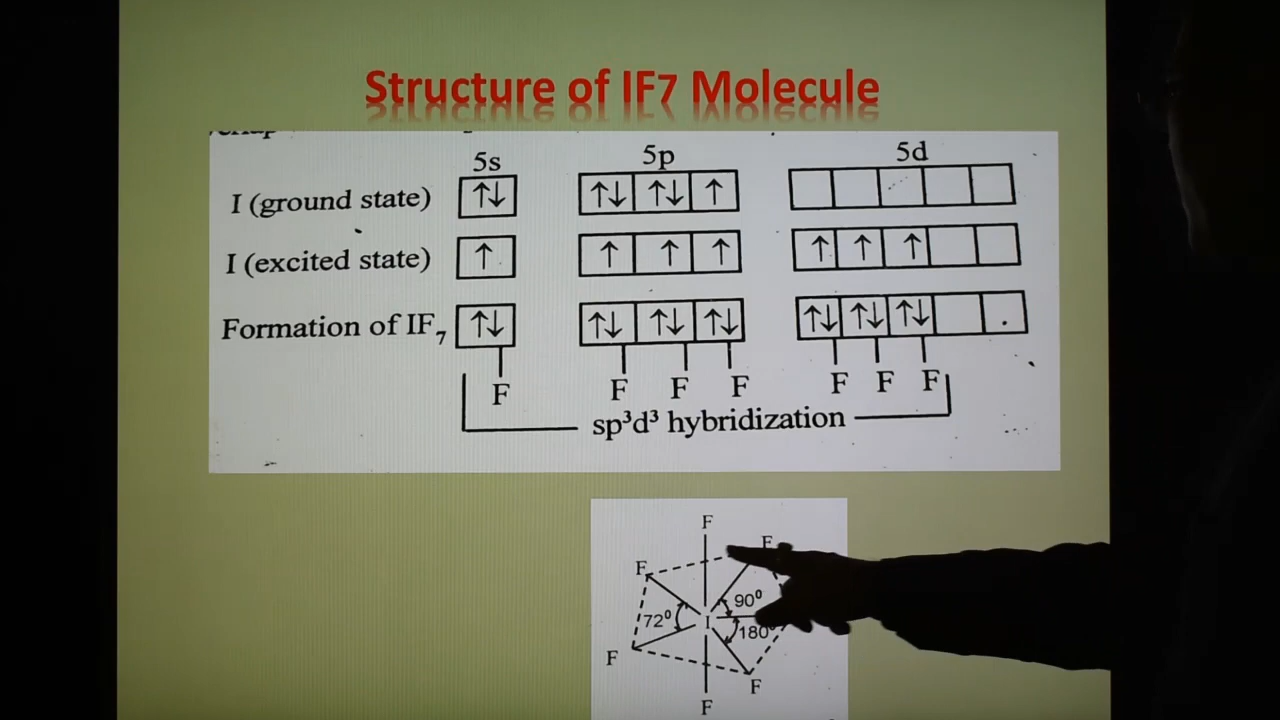 Structure of IF7 Molecule
5s 5p 5d
I (ground state) ↑↓ ↑↓ ↑↓ ↑
I (excited state) ↑ ↑ ↑ ↑ ↑ ↑ ↑
Formation of IF₇ ↑↓ ↑↓ ↑↓ ↑↓ ↑↓ ↑↓ ↑↓
F F F F F F F
sp³d³ hybridization
F
F F
90⁰
72⁰ I
180⁰
F
F
F